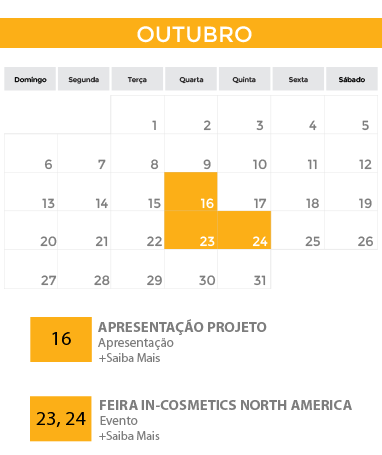 OUTUBRO
Domingo Segunda Terça Quarta Quinta Sexta Sábado
1 2 3 4 5
6 7 8 9 10 11 12
13 14 15 16 17 18 19
20 21 22 23 24 25 26
27 28 29 30 31
16 APRESENTAÇÃO PROJETO
Apresentação
+Saiba Mais
23, 24 FEIRA IN-COSMETICS NORTH AMERICA
Evento
+Saiba Mais